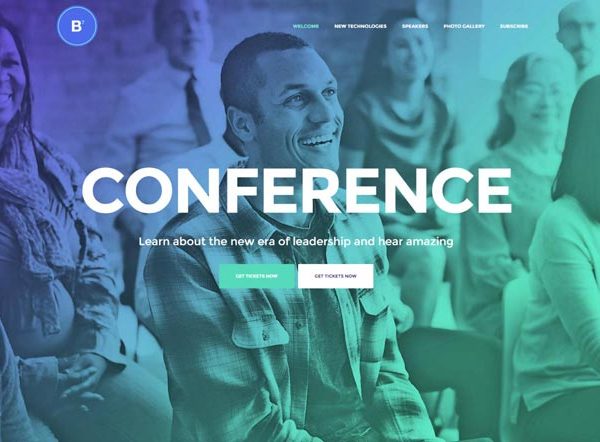 B
WELCOME NEW TECHNOLOGIES SPEAKERS PHOTO GALLERY SUBSCRIBE
CONFERENCE
Learn about the new era of leadership and hear amazing
GET TICKETS NOW GET TICKETS NOW